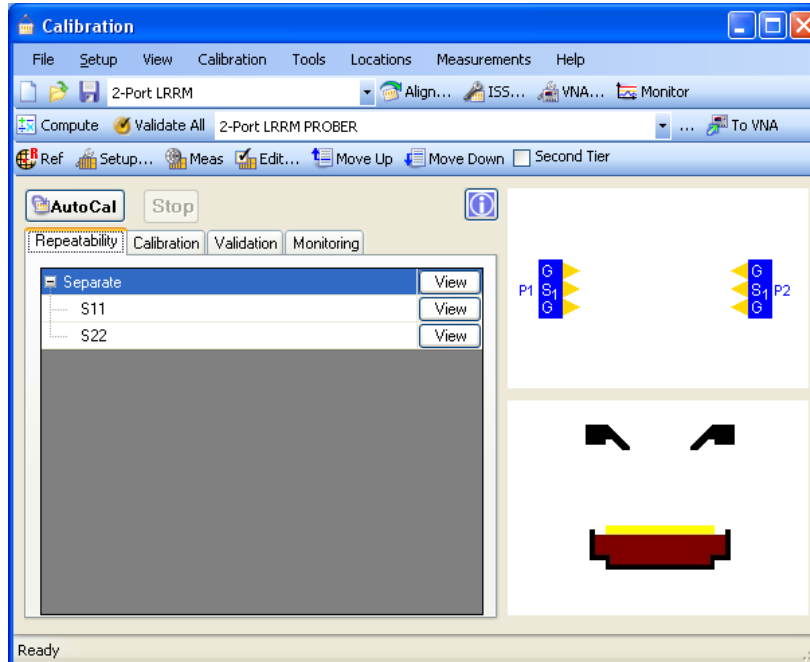 Calibration
File Setup View Calibration Tools Locations Measurements Help
2-Port LRRM Align... ISS... VNA... Monitor
Compute Validate All 2-Port LRRM PROBER ... To VNA
R Ref Setup... Meas Edit... Move Up Move Down Second Tier
AutoCal Stop i
Repeatability Calibration Validation Monitoring
Separate View
S11 View
S22 View
G G
P1 S1 S1 P2
G G
Ready